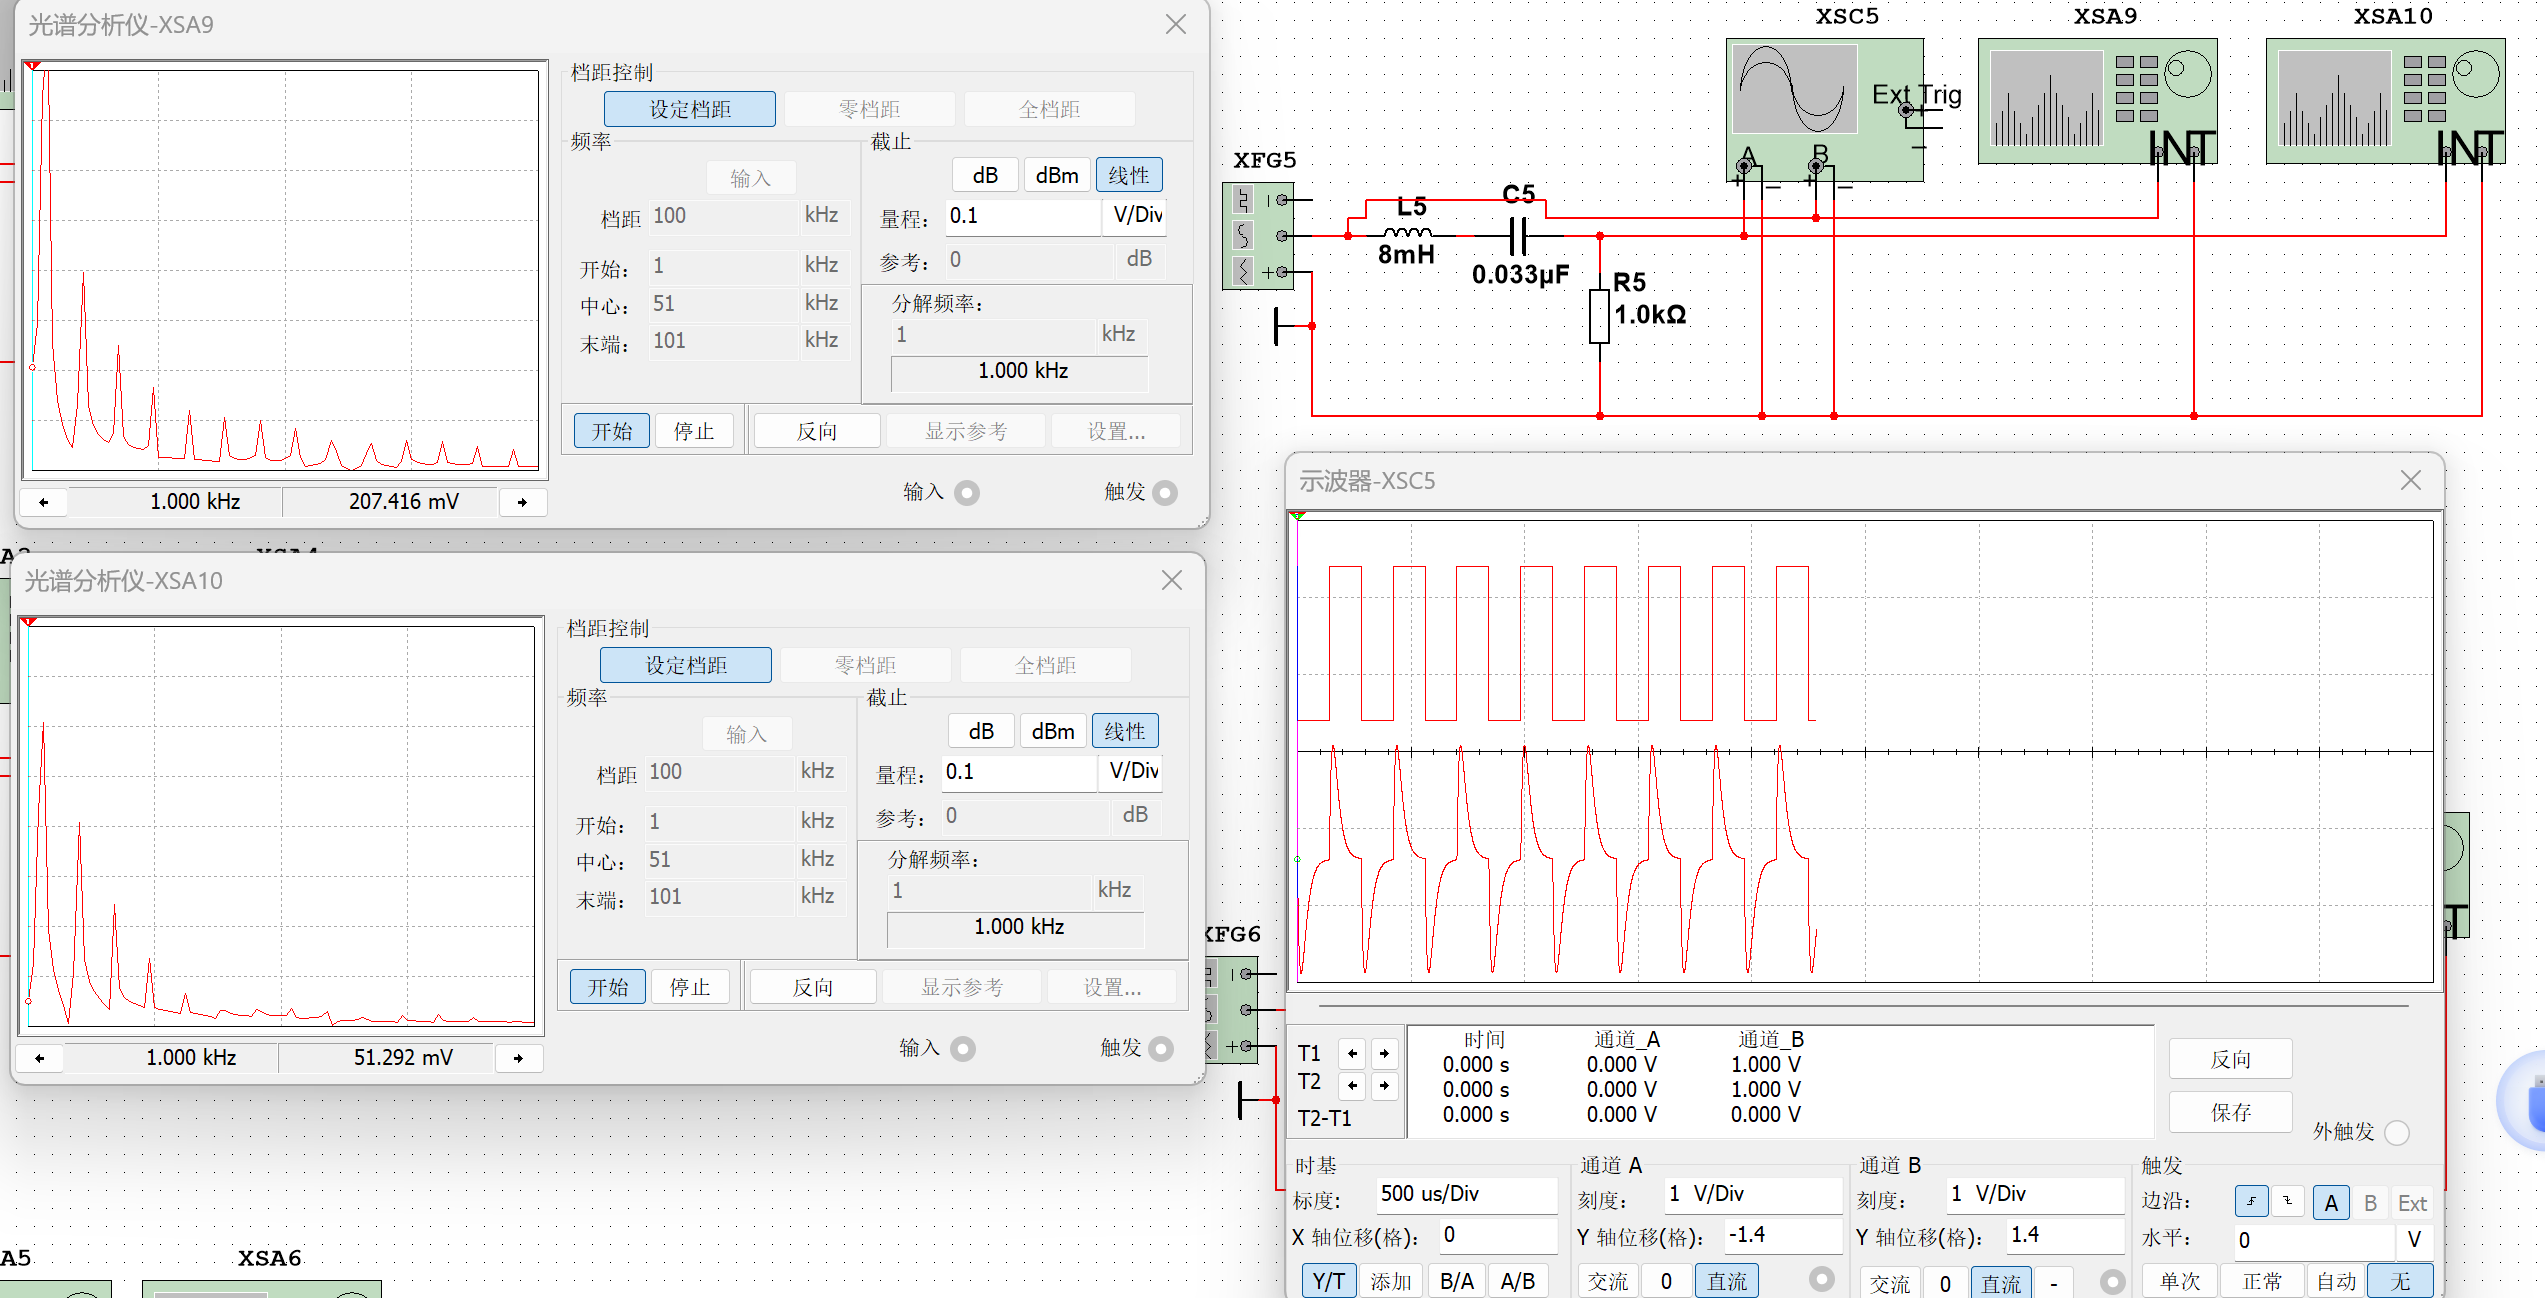 光谱分析仪-XSA9
档距控制
设定档距 零档距 全档距
频率
输入
档距 100 kHz
开始: 1 kHz
中心: 51 kHz
末端: 101 kHz
截止
dB dBm 线性
量程: 0.1 V/Div
参考: 0 dB
分解频率:
1 kHz
1.000 kHz
开始 停止 反向 显示参考 设置...
1.000 kHz 207.416 mV
输入 触发
XSA4
光谱分析仪-XSA10
档距控制
设定档距 零档距 全档距
频率
输入
档距 100 kHz
开始: 1 kHz
中心: 51 kHz
末端: 101 kHz
截止
dB dBm 线性
量程: 0.1 V/Div
参考: 0 dB
分解频率:
1 kHz
1.000 kHz
开始 停止 反向 显示参考 设置...
1.000 kHz 51.292 mV
输入 触发
A5 XSA6
XSC5 XSA9 XSA10
Ext Trig
A B
INT INT
XFG5
L5
8mH
C5
0.033µF
R5
1.0kΩ
XFG6
示波器-XSC5
时间 通道_A 通道_B
T1 0.000 s 0.000 V 1.000 V
T2 0.000 s 0.000 V 1.000 V
T2-T1 0.000 s 0.000 V 0.000 V
反向
保存
外触发
时基
标度: 500 us/Div
X 轴位移(格): 0
Y/T 添加 B/A A/B
通道 A
刻度: 1 V/Div
Y 轴位移(格): -1.4
交流 0 直流
通道 B
刻度: 1 V/Div
Y 轴位移(格): 1.4
交流 0 直流 -
触发
边沿: A B Ext
水平: 0 V
单次 正常 自动 无